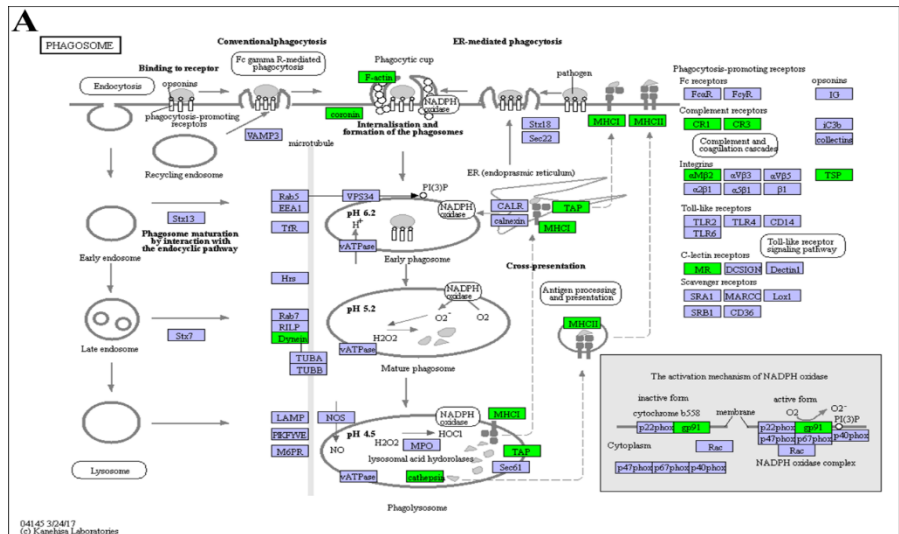 A
PHAGOSOME
Conventionalphagocytosis
ER-mediated phagocytosis
Phagocytic cup
Fc gamma R-mediated
phagocytosis
Binding to receptor
opsonins
Endocytosis
F-actin
NADPH
oxidase
pathogen
phagocytosis-promoting
receptors
coronin
Internalisation and
formation of the phagosomes
VAMP3
Recycling endosome
microtubule
Stx18
Sec22
MHCI
MHCII
ER (endoprasmic reticulum)
Phagocytosis-promoting receptors
Fc receptors
opsonins
FcαR
FcγR
IG
Complement receptors
CR1
CR3
iC3b
Complement and
coagulation cascades
collectins
Integrins
αMβ2
αVβ3
αVβ5
TSP
α2β1
α5β1
β1
Toll-like receptors
TLR2
TLR4
CD14
TLR6
Toll-like receptor
signaling pathway
C-lectin receptors
MR
DCSIGN
Dectin1
Scavenger receptors
SRA1
MARCO
Lox1
SRB1
CD36
Rab5
EEA1
VPS34
PI(3)P
Stx13
TfR
pH 6.2
H+
NADPH
oxidase
vATPase
CALR
calnexin
TAP
MHCI
Phagosome maturation
by interaction with
the endocyclic pathway
Early endosome
Early phagosome
Hrs
Cross-presentation
Antigen processing
and presentation
NADPH
oxidase
pH 5.2
O2-
O2
H2O2
vATPase
MHCII
Rab7
RILP
Dynein
Stx7
Late endosome
TUBA
TUBB
Mature phagosome
LAMP
PIKFYVE
M6PR
NOS
NO
pH 4.5
NADPH
oxidase
MHCI
HOCl
H2O2
MPO
lysosomal acid hydorolases
TAP
Sec61
vATPase
cathepsin
Lysosome
Phagolysosome
The activation mechanism of NADPH oxidase
inactive form
active form
cytochrome b558
membrane
O2
O2-
p22phox
gp91
p22phox
gp91
PI(3)P
p47phox
p67phox
p40phox
Cytoplasm
Rac
Rac
p47phox
p67phox
p40phox
NADPH oxidase complex
04145 3/24/17
(c) Kanehisa Laboratories